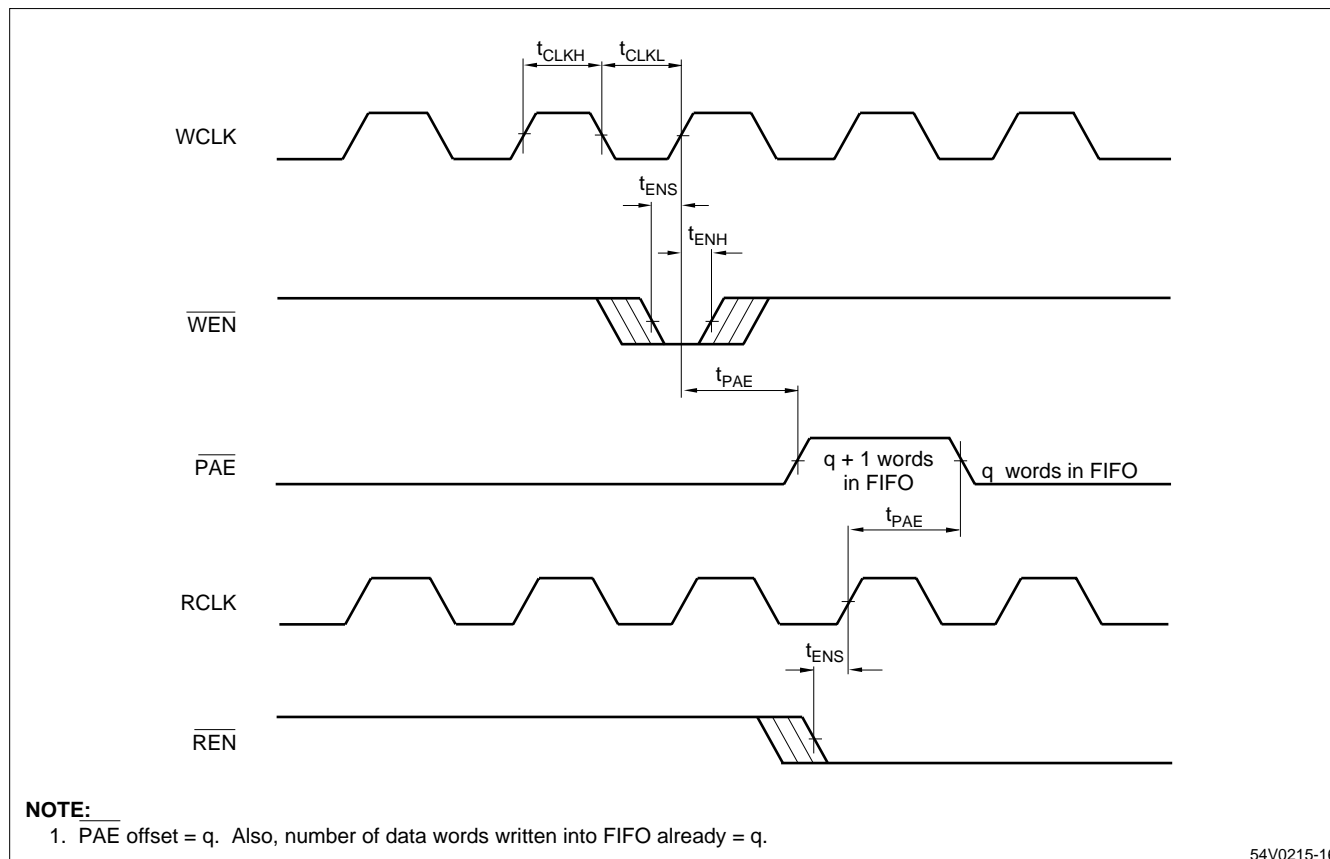 tCLKH tCLKL
WCLK
tENS
tENH
WEN
tPAE
PAE
q + 1 words
in FIFO
q words in FIFO
tPAE
RCLK
tENS
REN
NOTE:
1. PAE offset = q. Also, number of data words written into FIFO already = q.